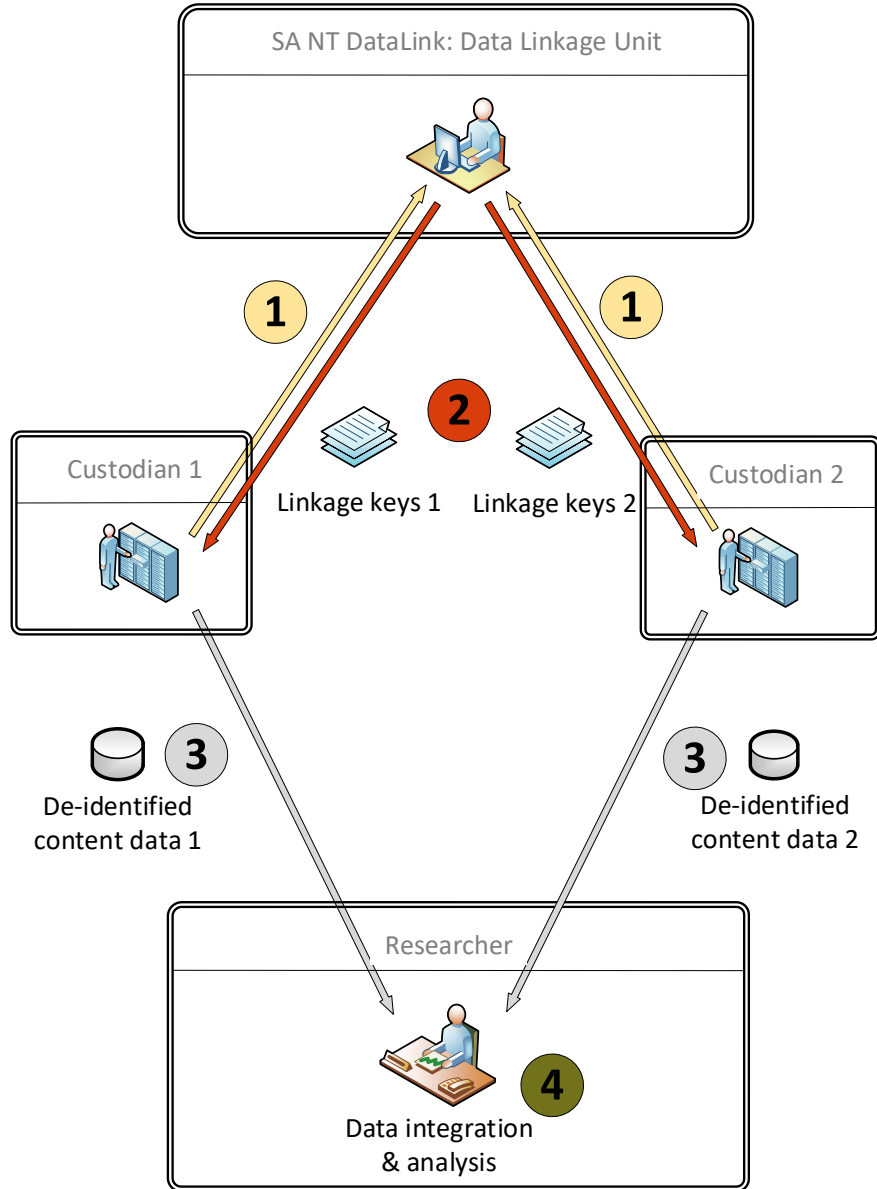 SA NT DataLink: Data Linkage Unit
1
1
2
Custodian 1
Linkage keys 1
Linkage keys 2
Custodian 2
3
De-identified
content data 1
3
De-identified
content data 2
Researcher
4
Data integration
& analysis